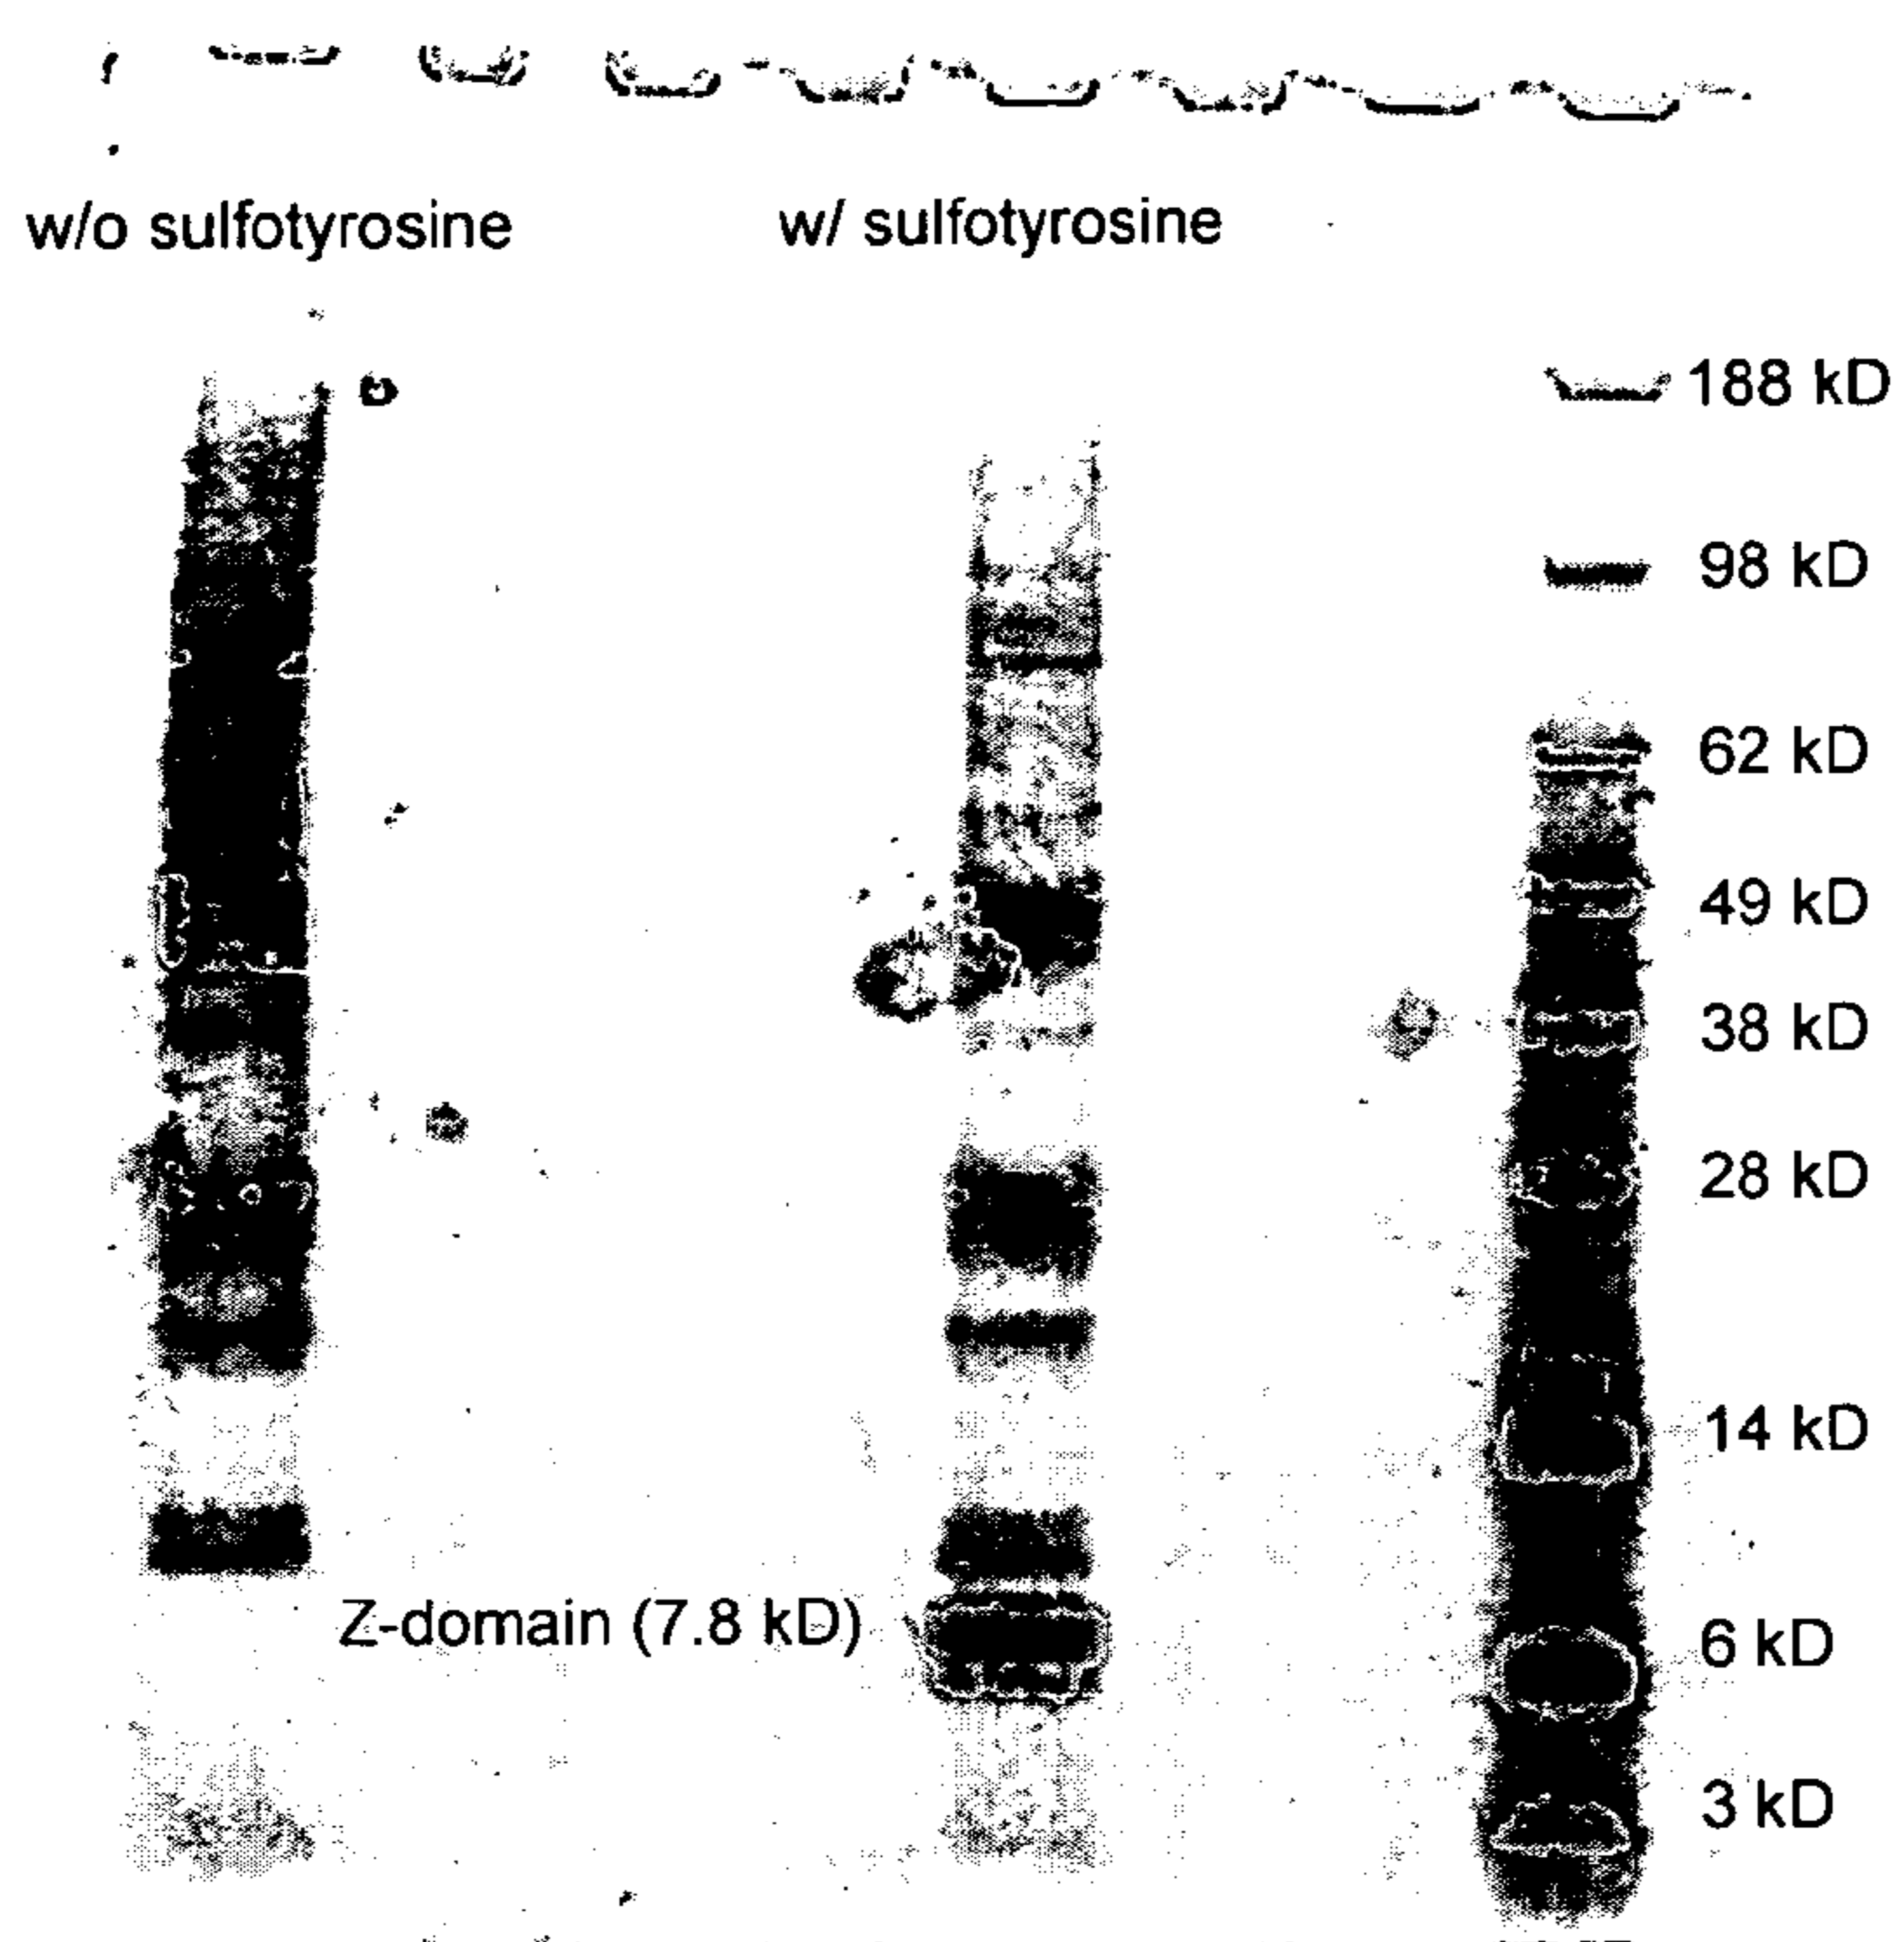 w/o sulfotyrosine
w/ sulfotyrosine
188 kD
98 kD
62 kD
49 kD
38 kD
28 kD
14 kD
Z-domain (7.8 kD)
6 kD
3 kD